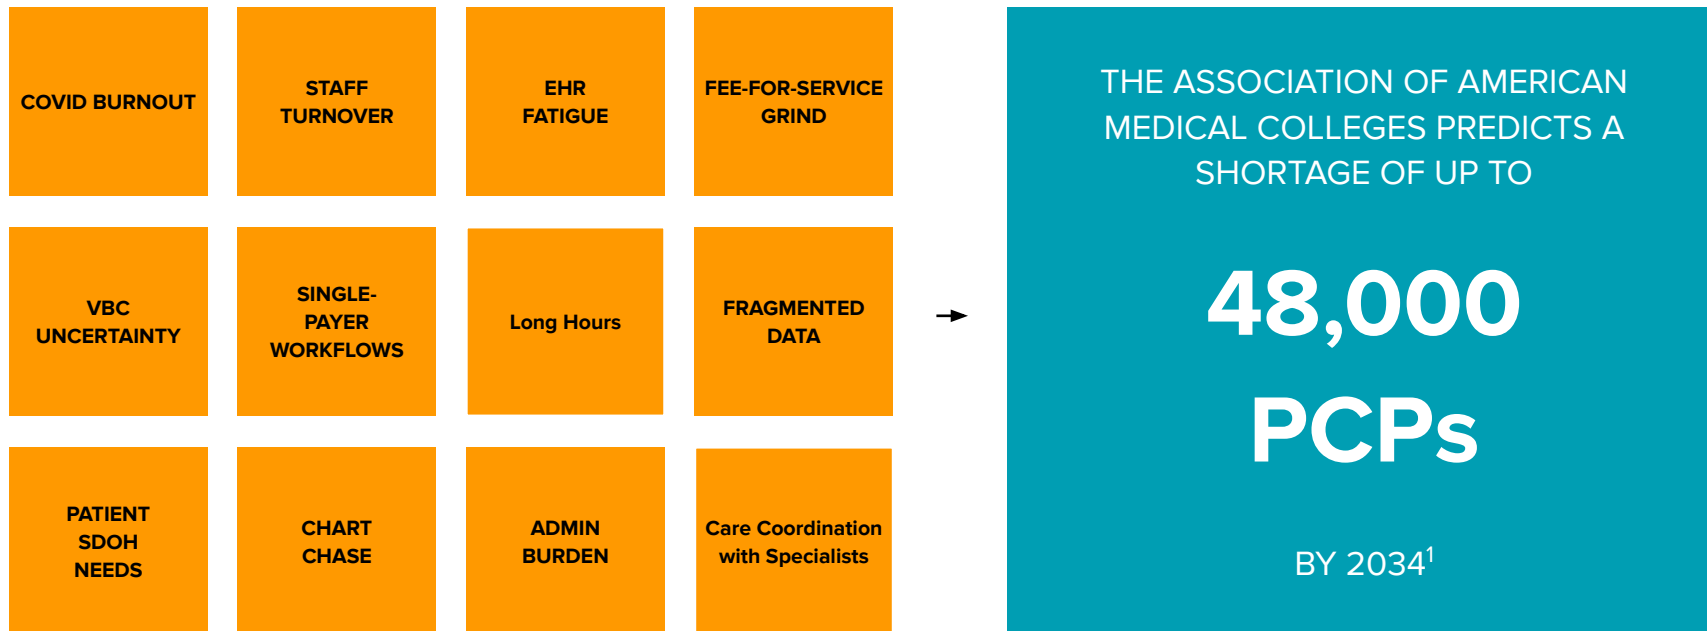 COVID BURNOUT
STAFF
TURNOVER
EHR
FATIGUE
FEE-FOR-SERVICE
GRIND
VBC
UNCERTAINTY
SINGLE-
PAYER
WORKFLOWS
Long Hours
FRAGMENTED
DATA
PATIENT
SDOH
NEEDS
CHART
CHASE
ADMIN
BURDEN
Care Coordination
with Specialists
THE ASSOCIATION OF AMERICAN
MEDICAL COLLEGES PREDICTS A
SHORTAGE OF UP TO
48,000
PCPs
BY 2034¹